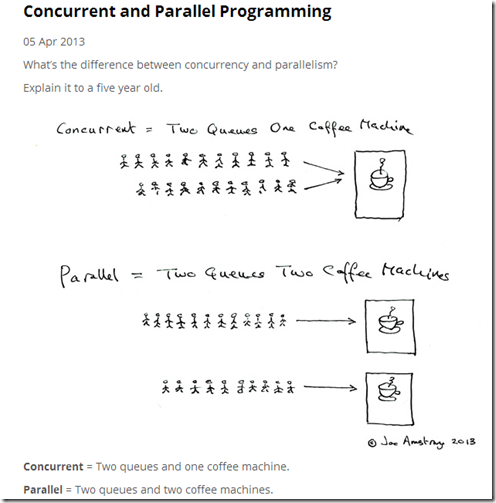 Concurrent and Parallel Programming
05 Apr 2013
What's the difference between concurrency and parallelism?
Explain it to a five year old.
Concurrent = Two Queues One Coffee Machine
Parallel = Two Queues Two Coffee Machines
© Joe Armstrong 2013
Concurrent = Two queues and one coffee machine.
Parallel = Two queues and two coffee machines.